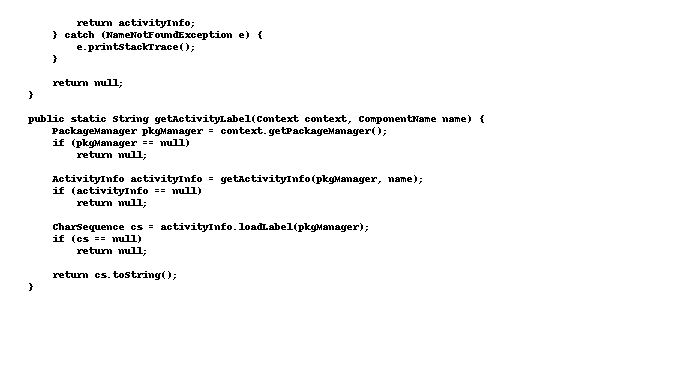 return activityInfo;
    } catch (NameNotFoundException e) {
        e.printStackTrace();
    }

    return null;
}

public static String getActivityLabel(Context context, ComponentName name) {
    PackageManager pkgManager = context.getPackageManager();
    if (pkgManager == null)
        return null;

    ActivityInfo activityInfo = getActivityInfo(pkgManager, name);
    if (activityInfo == null)
        return null;

    CharSequence cs = activityInfo.loadLabel(pkgManager);
    if (cs == null)
        return null;

    return cs.toString();
}